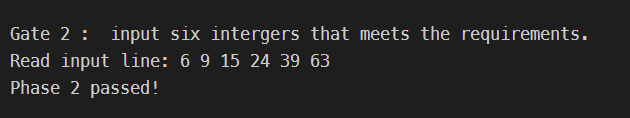 Gate 2 :  input six intergers that meets the requirements.
Read input line: 6 9 15 24 39 63
Phase 2 passed!